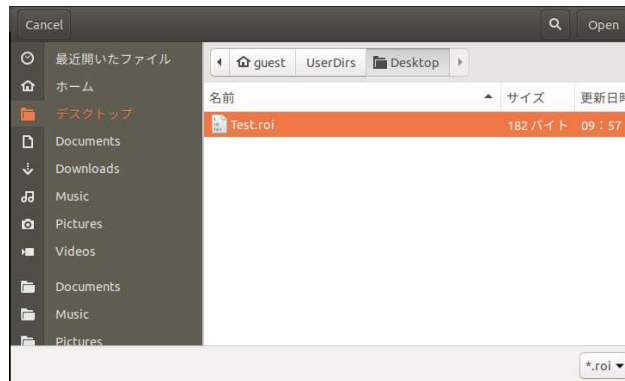 Cancel
Open
最近開いたファイル
ホーム
デスクトップ
Documents
Downloads
Music
Pictures
Videos
Documents
Music
Pictures
guest UserDirs Desktop
名前 サイズ 更新日時
Test.roi 182 バイト 09：57
*.roi